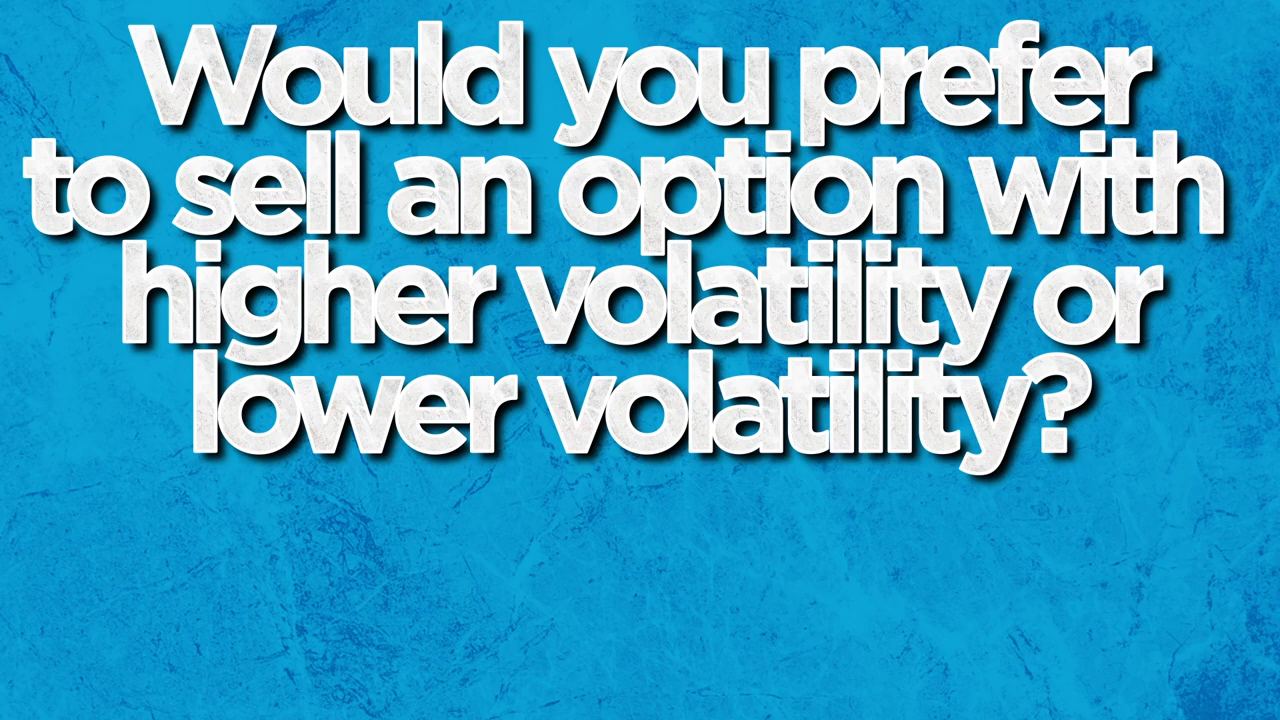 Would you prefer
to sell an option with
higher volatility or
lower volatility?